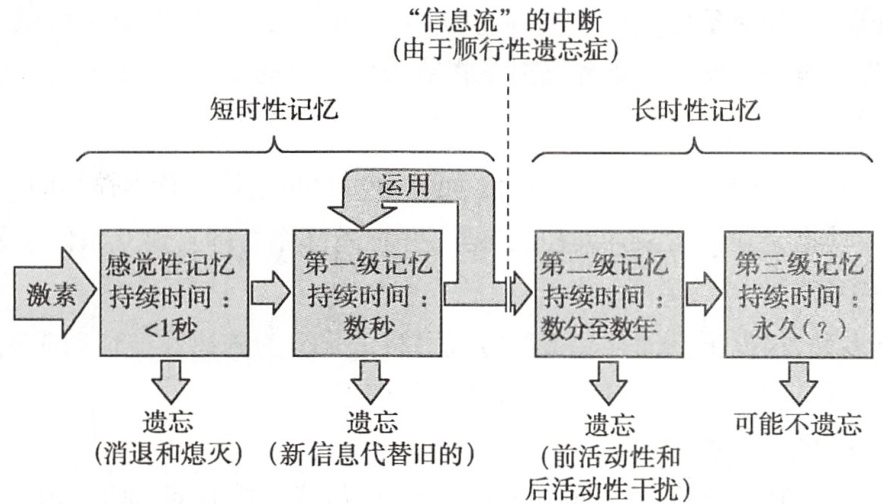 “信息流”的中断
(由于顺行性遗忘症)
短时性记忆
长时性记忆
运用
激素
感觉性记忆
持续时间：
<1秒
第一级记忆
持续时间：
数秒
第二级记忆
持续时间：
数分至数年
第三级记忆
持续时间：
永久(?)
遗忘
(消退和熄灭)
遗忘
(新信息代替旧的)
遗忘
(前活动性和
后活动性干扰)
可能不遗忘